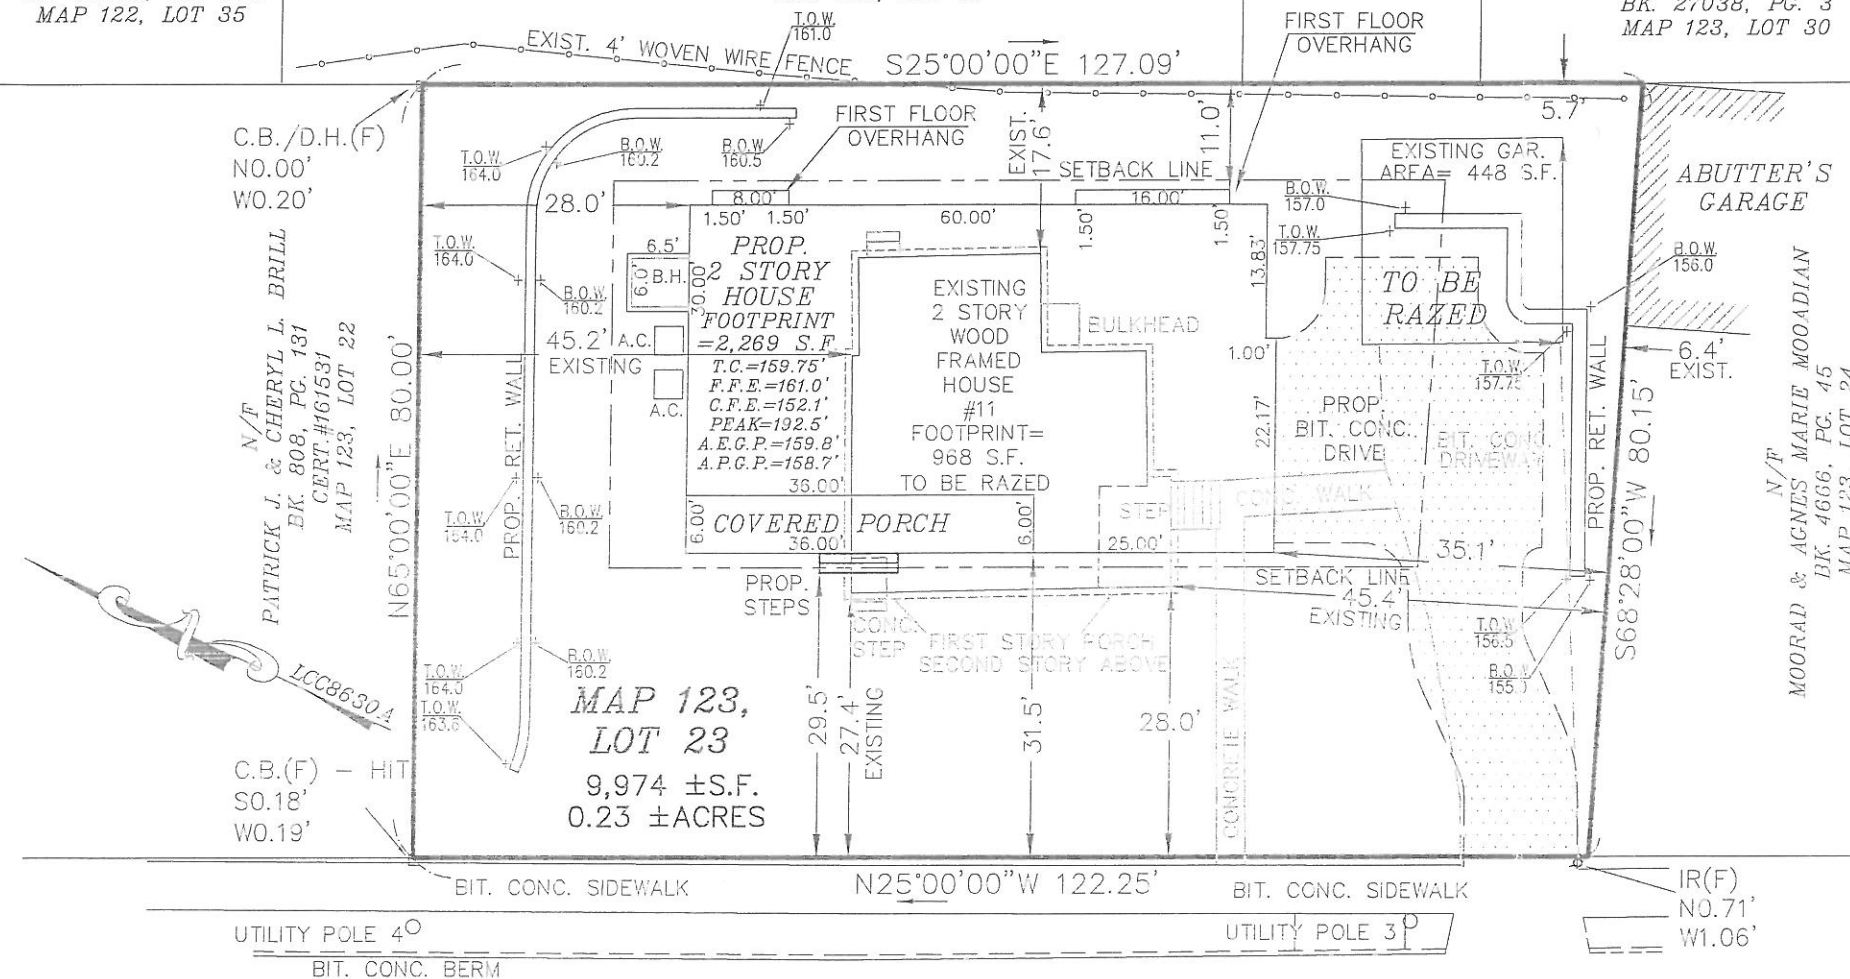 MAP 122, LOT 35
BK. 27038, PG. 3
MAP 123, LOT 30
T.O.W.
161.0
FIRST FLOOR
OVERHANG
EXIST. 4' WOVEN WIRE FENCE
S25°00'00"E 127.09'
C.B./D.H.(F)
N0.00'
W0.20'
T.O.W.
164.0
B.O.W.
160.2
B.O.W.
160.5
FIRST FLOOR
OVERHANG
EXIST.
17.6'
11.0'
5.7'
SETBACK LINE
EXISTING GAR.
AREA= 448 S.F.
ABUTTER'S
GARAGE
28.0'
8.00'
1.50'
1.50'
60.00'
16.00'
1.50'
1.50'
B.O.W.
157.0
T.O.W.
157.75
B.O.W.
156.0
T.O.W.
164.0
B.O.W.
160.2
6.5'
6.0'
B.H.
30.00
13.83'
PROP.
2 STORY
HOUSE
FOOTPRINT
=2,269 S.F.
T.C.=159.75'
F.F.E.=161.0'
C.F.E.=152.1'
PEAK=192.5'
A.E.G.P.=159.8'
A.P.G.P.=158.7'
EXISTING
2 STORY
WOOD
FRAMED
HOUSE
#11
FOOTPRINT=
968 S.F.
TO BE RAZED
BULKHEAD
TO BE
RAZED
45.2'
EXISTING
A.C.
A.C.
1.00'
22.17'
T.O.W.
157.75
6.4'
EXIST.
PROP.
BIT. CONC.
DRIVE
BIT. CONC.
DRIVEWAY
PROP. RET. WALL
PROP. RET. WALL
S68°28'00"W 80.15'
N/F
MOORAD & AGNES MARIE MOOADIAN
BK. 4666, PG. 45
MAP 123, LOT 24
N/F
PATRICK J. & CHERYL L. BRILL
BK 808, PG. 131
CERT.#161531
MAP 123, LOT 22
N65°00'00"E 80.00'
T.O.W.
164.0
B.O.W.
160.2
36.00'
6.00'
COVERED PORCH
36.00'
6.00'
25.00'
STEP
CONC. WALK
35.1'
SETBACK LINE
45.4'
EXISTING
PROP.
STEPS
CONC.
STEP
FIRST STORY PORCH
SECOND STORY ABOVE
T.O.W.
156.5
B.O.W.
T.O.W.
164.0
B.O.W.
160.2
T.O.W.
LCC8630A
MAP 123,
LOT 23
9,974 ±S.F.
0.23 ±ACRES
29.5'
27.4'
EXISTING
31.5'
28.0'
CONCRETE WALK
C.B.(F) - HIT
S0.18'
W0.19'
BIT. CONC. SIDEWALK
N25°00'00"W 122.25'
BIT. CONC. SIDEWALK
IR(F)
N0.71'
W1.06'
UTILITY POLE 4
UTILITY POLE 3
BIT. CONC. BERM